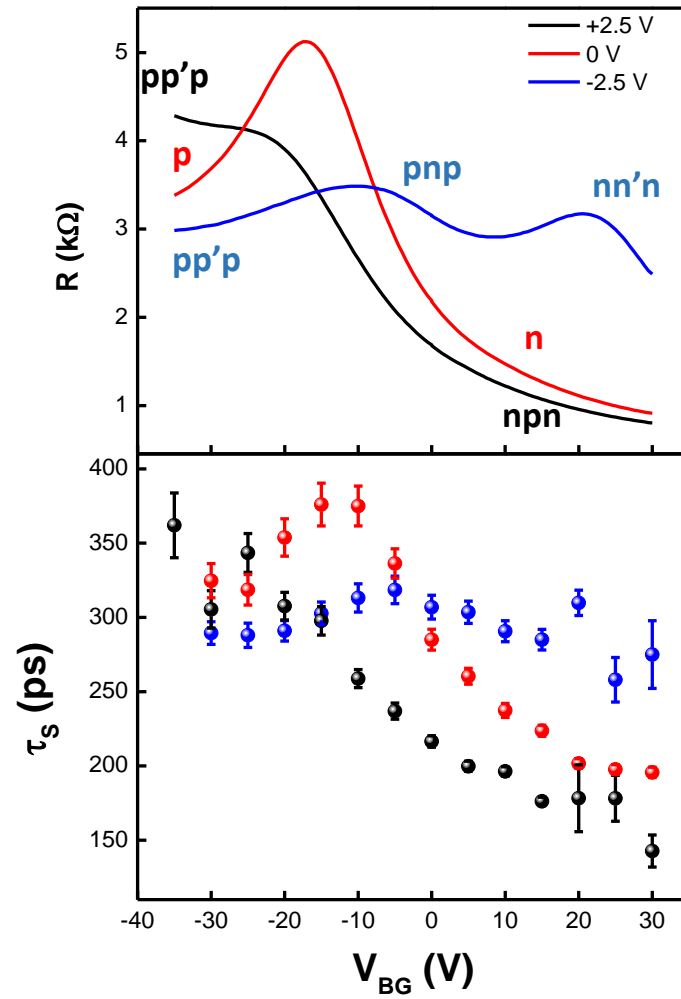 +2.5 V
0 V
-2.5 V
pp’p
p
pnp
nn’n
pp’p
n
npn
R (kΩ)
5
4
3
2
1
400
350
300
250
200
150
τS (ps)
-40 -30 -20 -10 0 10 20 30
VBG (V)